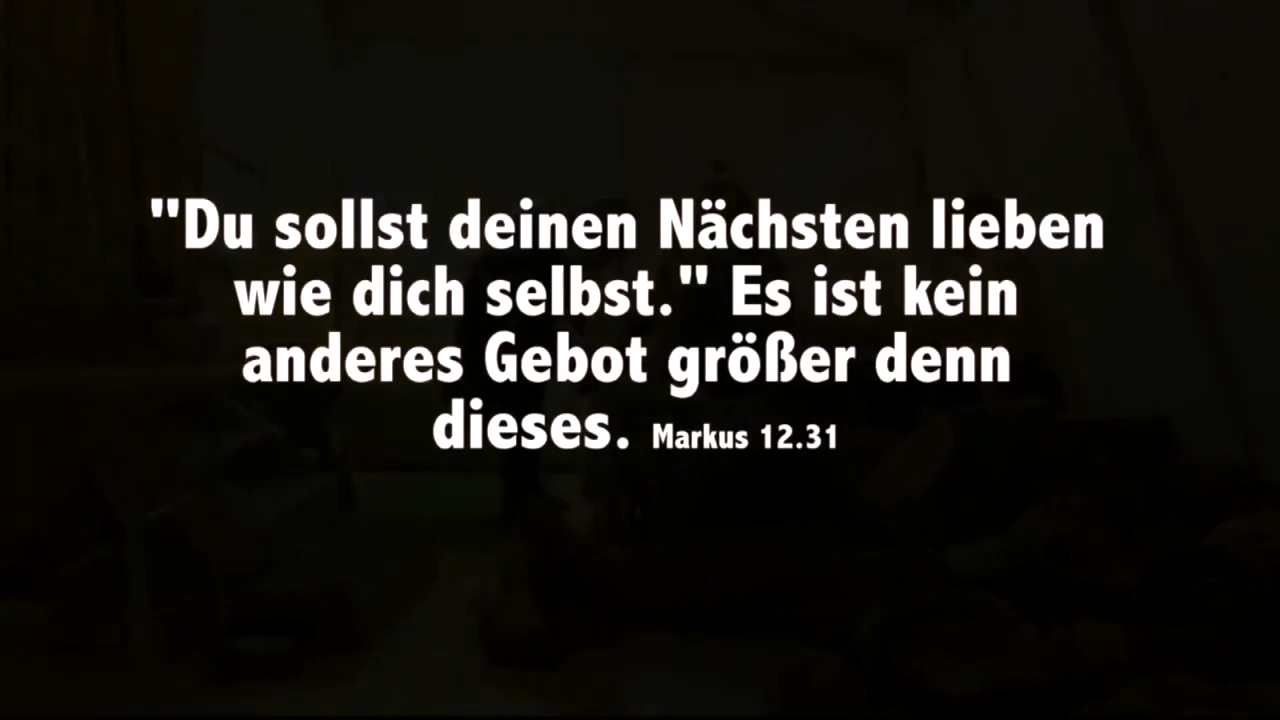 "Du sollst deinen Nächsten lieben
wie dich selbst." Es ist kein
anderes Gebot größer denn
dieses. Markus 12.31